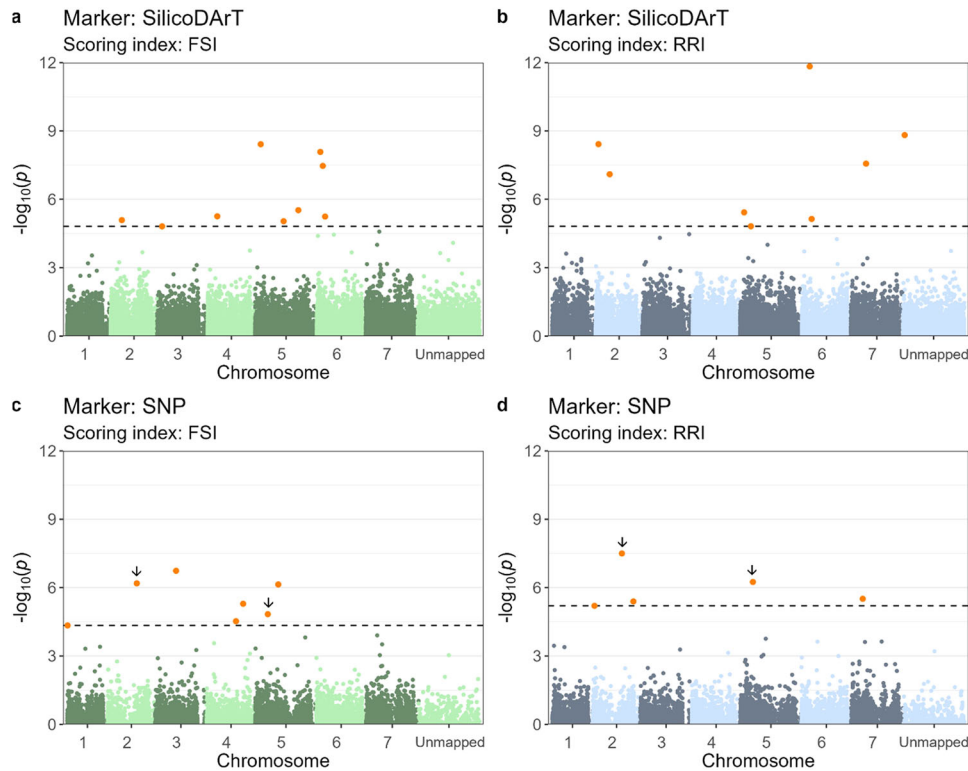 a Marker: SilicoDArT
Scoring index: FSI
12
9
6
3
0
-log10(p)
1 2 3 4 5 6 7 Unmapped
Chromosome
b Marker: SilicoDArT
Scoring index: RRI
12
9
6
3
0
-log10(p)
1 2 3 4 5 6 7 Unmapped
Chromosome
c Marker: SNP
Scoring index: FSI
12
9
6
3
0
-log10(p)
1 2 3 4 5 6 7 Unmapped
Chromosome
d Marker: SNP
Scoring index: RRI
12
9
6
3
0
-log10(p)
1 2 3 4 5 6 7 Unmapped
Chromosome